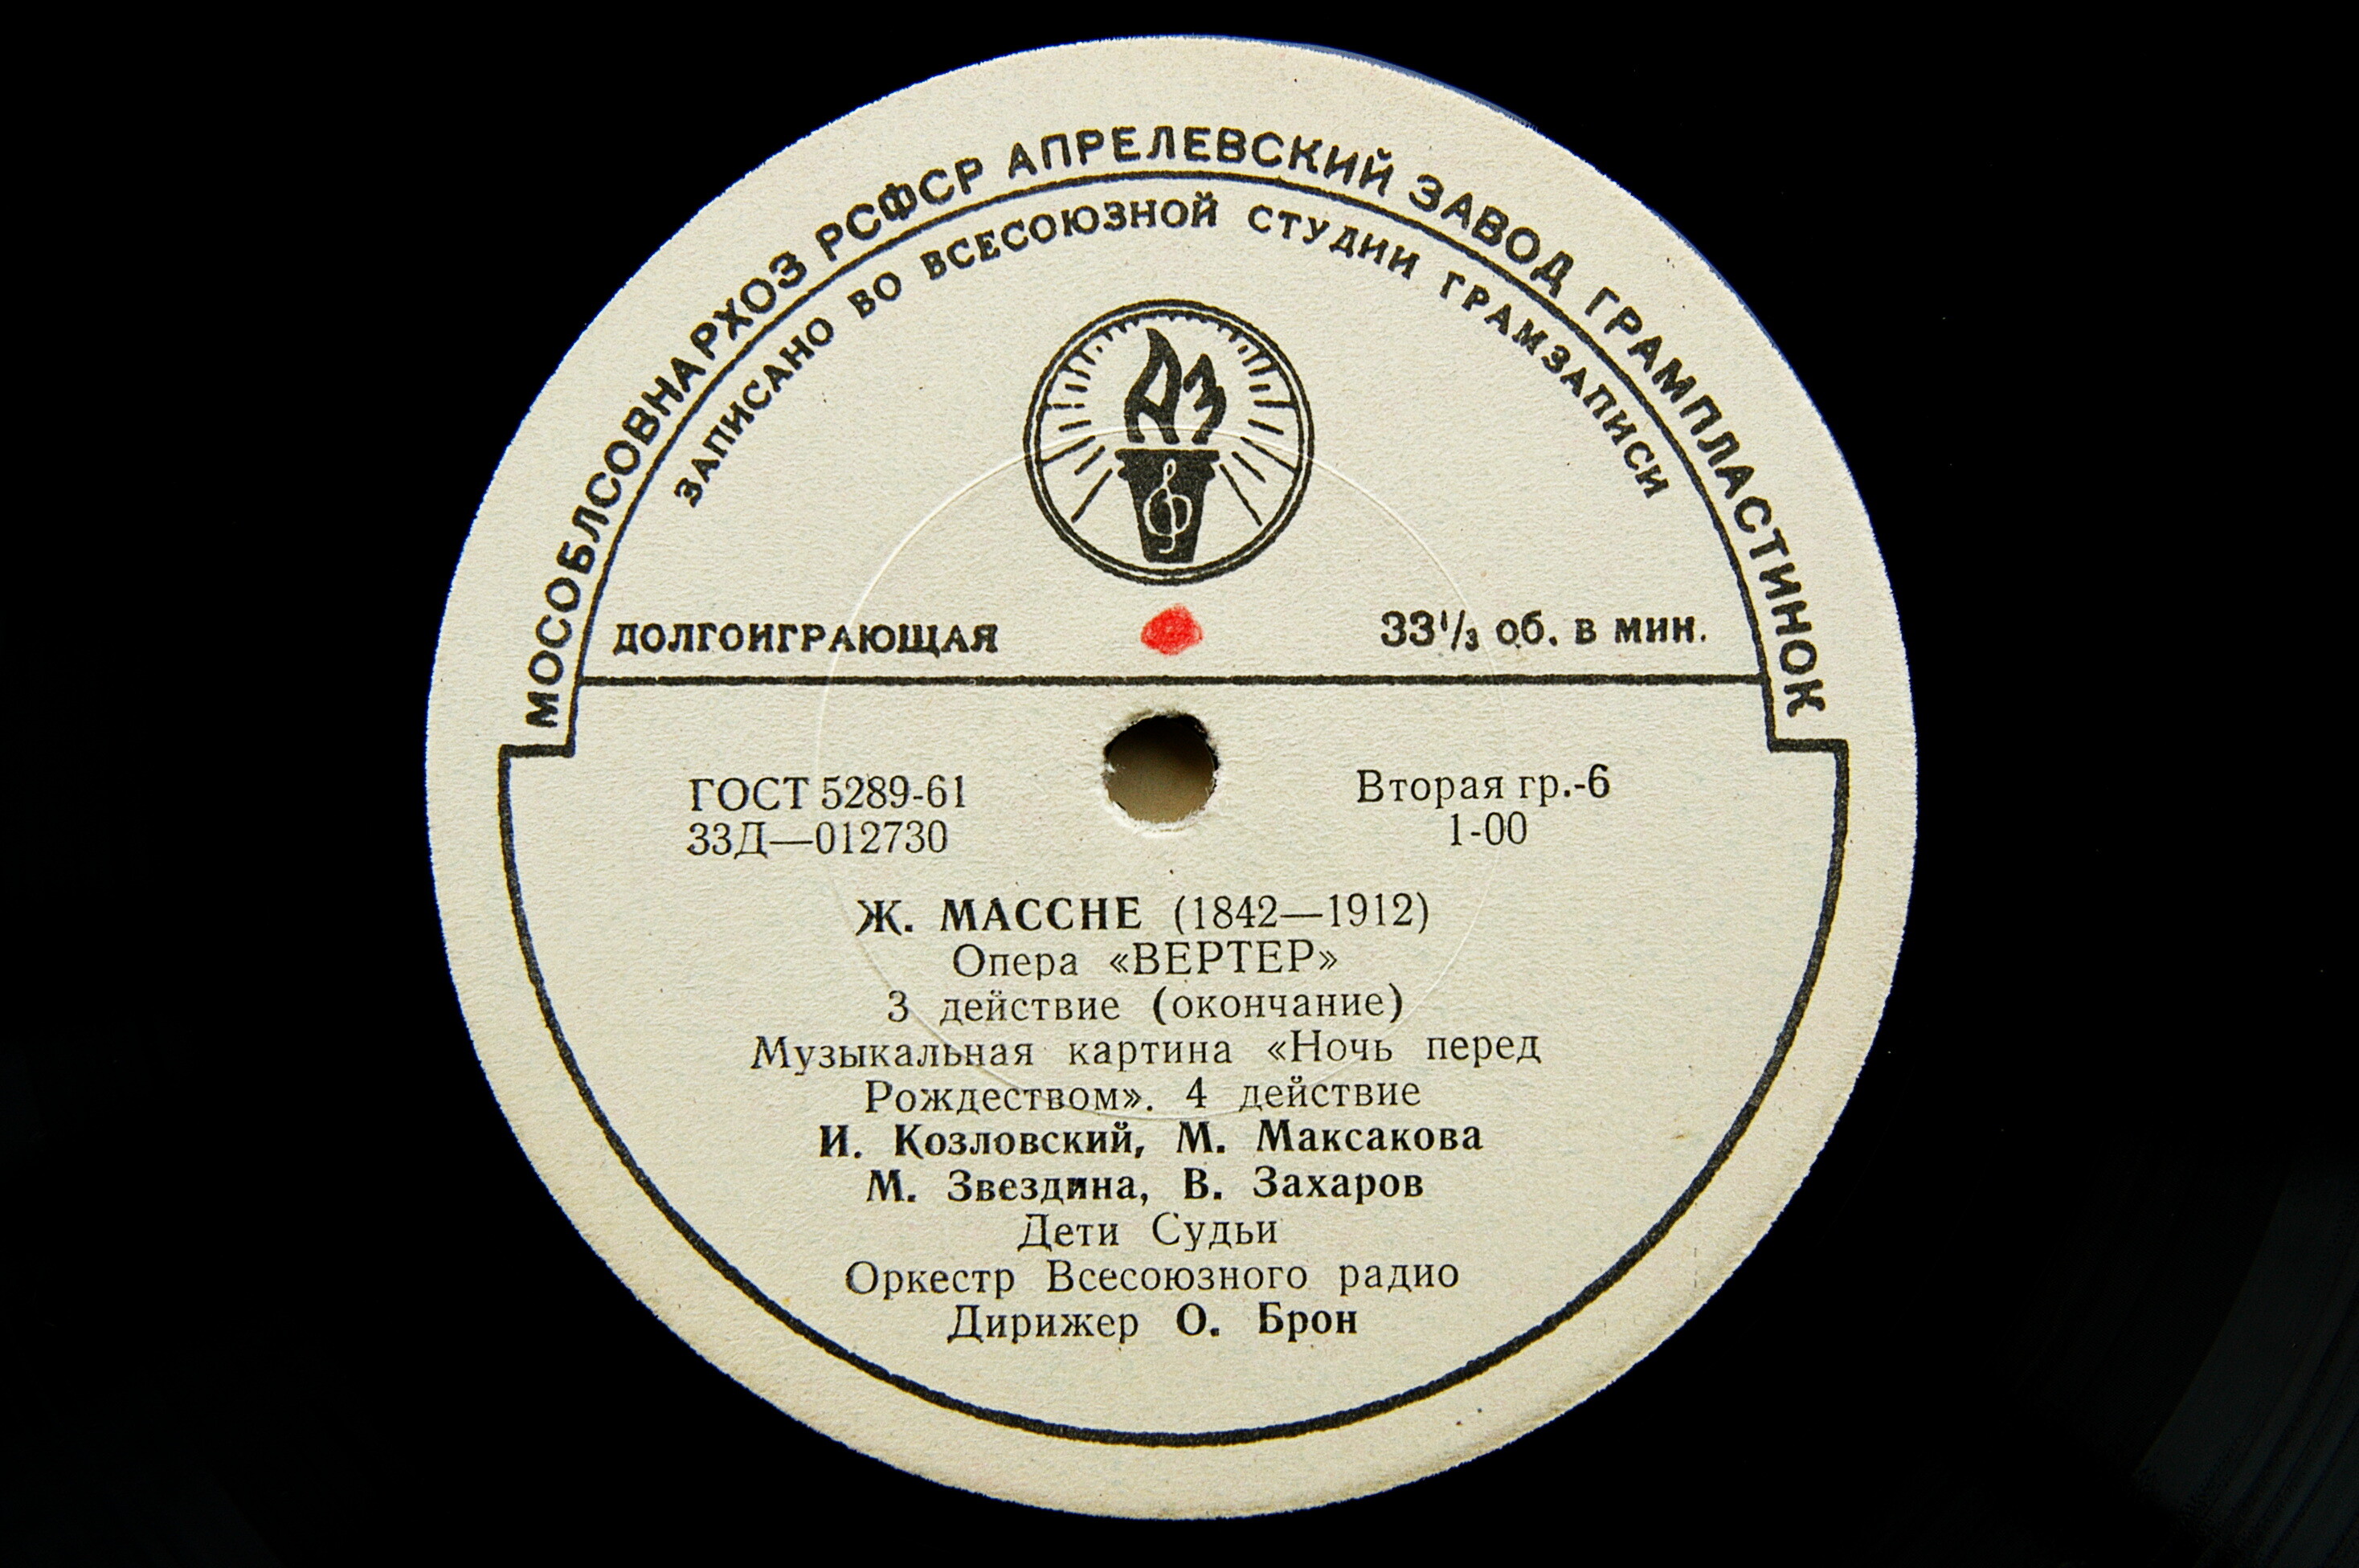 МОСОБЛСОВНАРХОЗ РСФСР АПРЕЛЕВСКИЙ ЗАВОД ГРАМПЛАСТИНОК
ЗАПИСАНО ВО ВСЕСОЮЗНОЙ СТУДИИ ГРАМЗАПИСИ
ДОЛГОИГРАЮЩАЯ
33 1/3 об. в мин.
ГОСТ 5289-61
33Д—012730
Вторая гр.-6
1-00
Ж. МАССНЕ (1842—1912)
Опера «ВЕРТЕР»
3 действие (окончание)
Музыкальная картина «Ночь перед
Рождеством». 4 действие
И. Козловский, М. Максакова
М. Звездина, В. Захаров
Дети Судьи
Оркестр Всесоюзного радио
Дирижер О. Брон